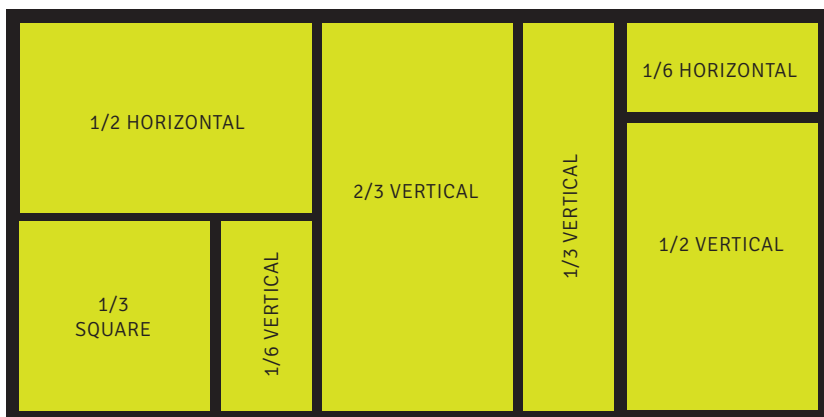 1/2 HORIZONTAL
1/3
SQUARE
1/6 VERTICAL
2/3 VERTICAL
1/3 VERTICAL
1/6 HORIZONTAL
1/2 VERTICAL